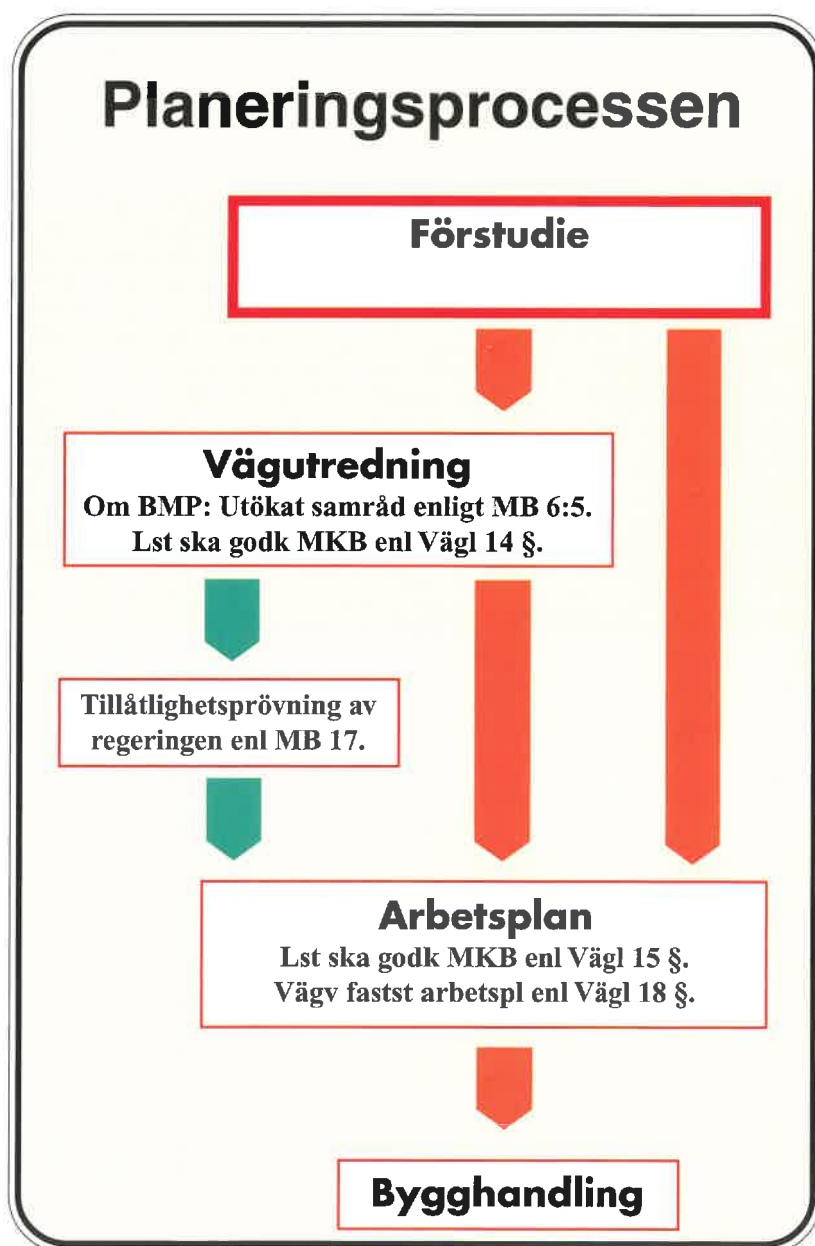 Planeringsprocessen
Förstudie
Vägutredning
Om BMP: Utökat samråd enligt MB 6:5.
Lst ska godk MKB enl Vägl 14 §.
Tillåtlighetsprövning av
regeringen enl MB 17.
Arbetsplan
Lst ska godk MKB enl Vägl 15 §.
Vägv fastst arbetspl enl Vägl 18 §.
Bygghandling